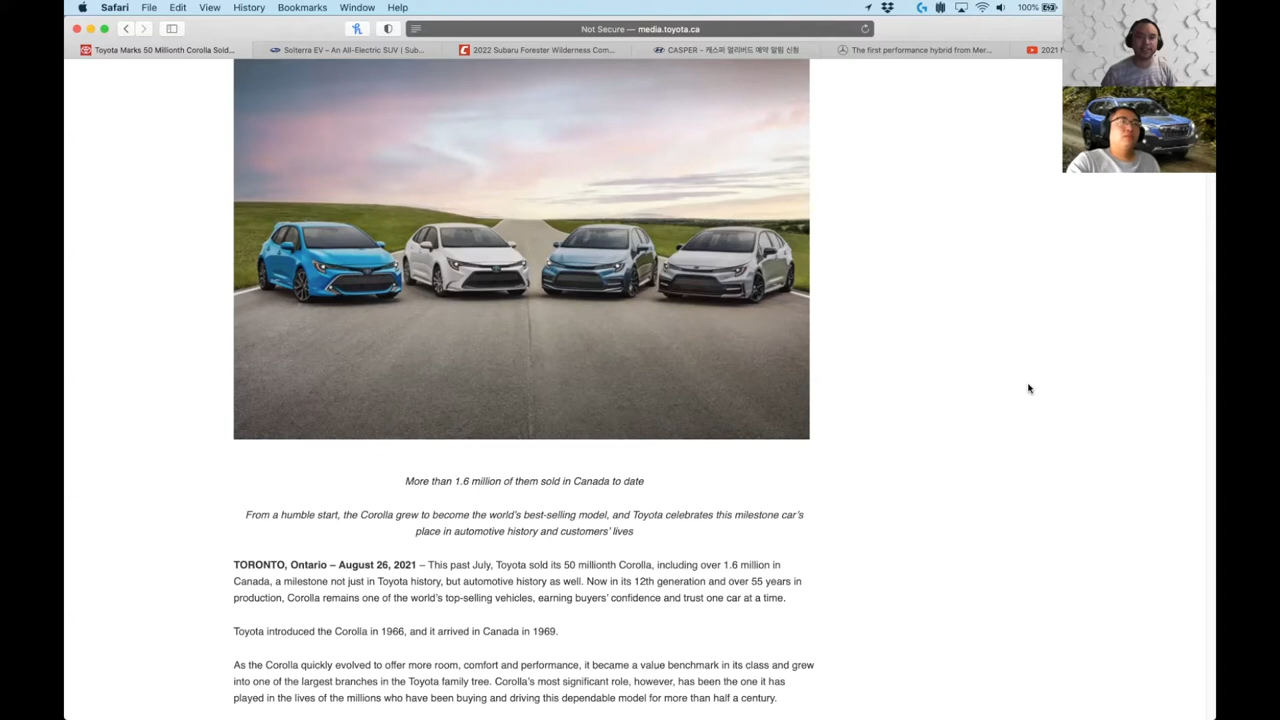 Safari File Edit View History Bookmarks Window Help 100%
Not Secure — media.toyota.ca
Toyota Marks 50 Millionth Corolla Sold... Solterra EV – An All-Electric SUV | Sub... 2022 Subaru Forester Wilderness Com... CASPER - 캐스퍼 얼리버드 예약 알림 신청 The first performance hybrid from Mer... 2021
More than 1.6 million of them sold in Canada to date
From a humble start, the Corolla grew to become the world's best-selling model, and Toyota celebrates this milestone car's
place in automotive history and customers' lives
TORONTO, Ontario – August 26, 2021 – This past July, Toyota sold its 50 millionth Corolla, including over 1.6 million in
Canada, a milestone not just in Toyota history, but automotive history as well. Now in its 12th generation and over 55 years in
production, Corolla remains one of the world's top-selling vehicles, earning buyers' confidence and trust one car at a time.
Toyota introduced the Corolla in 1966, and it arrived in Canada in 1969.
As the Corolla quickly evolved to offer more room, comfort and performance, it became a value benchmark in its class and grew
into one of the largest branches in the Toyota family tree. Corolla's most significant role, however, has been the one it has
played in the lives of the millions who have been buying and driving this dependable model for more than half a century.